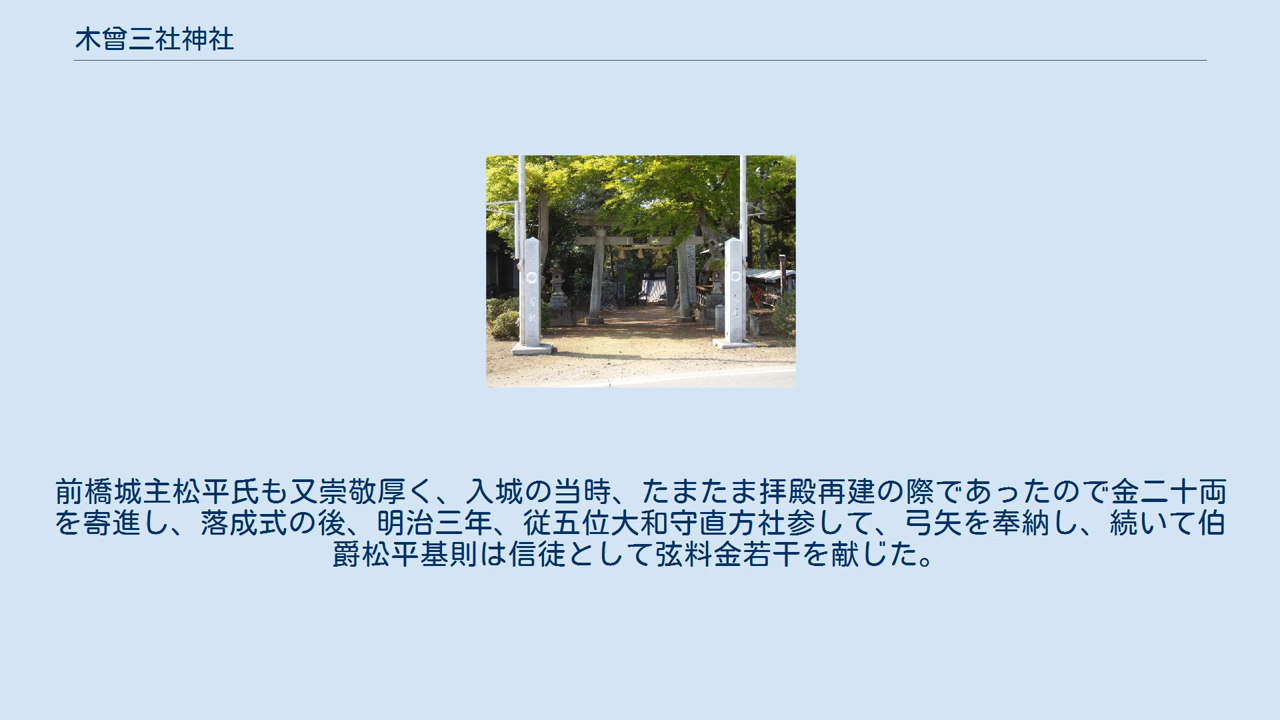 木曾三社神社
前橋城主松平氏も又崇敬厚く、入城の当時、たまたま拝殿再建の際であったので金二十両
を寄進し、落成式の後、明治三年、従五位大和守直方社参して、弓矢を奉納し、続いて伯
爵松平基則は信徒として弦料金若干を献じた。